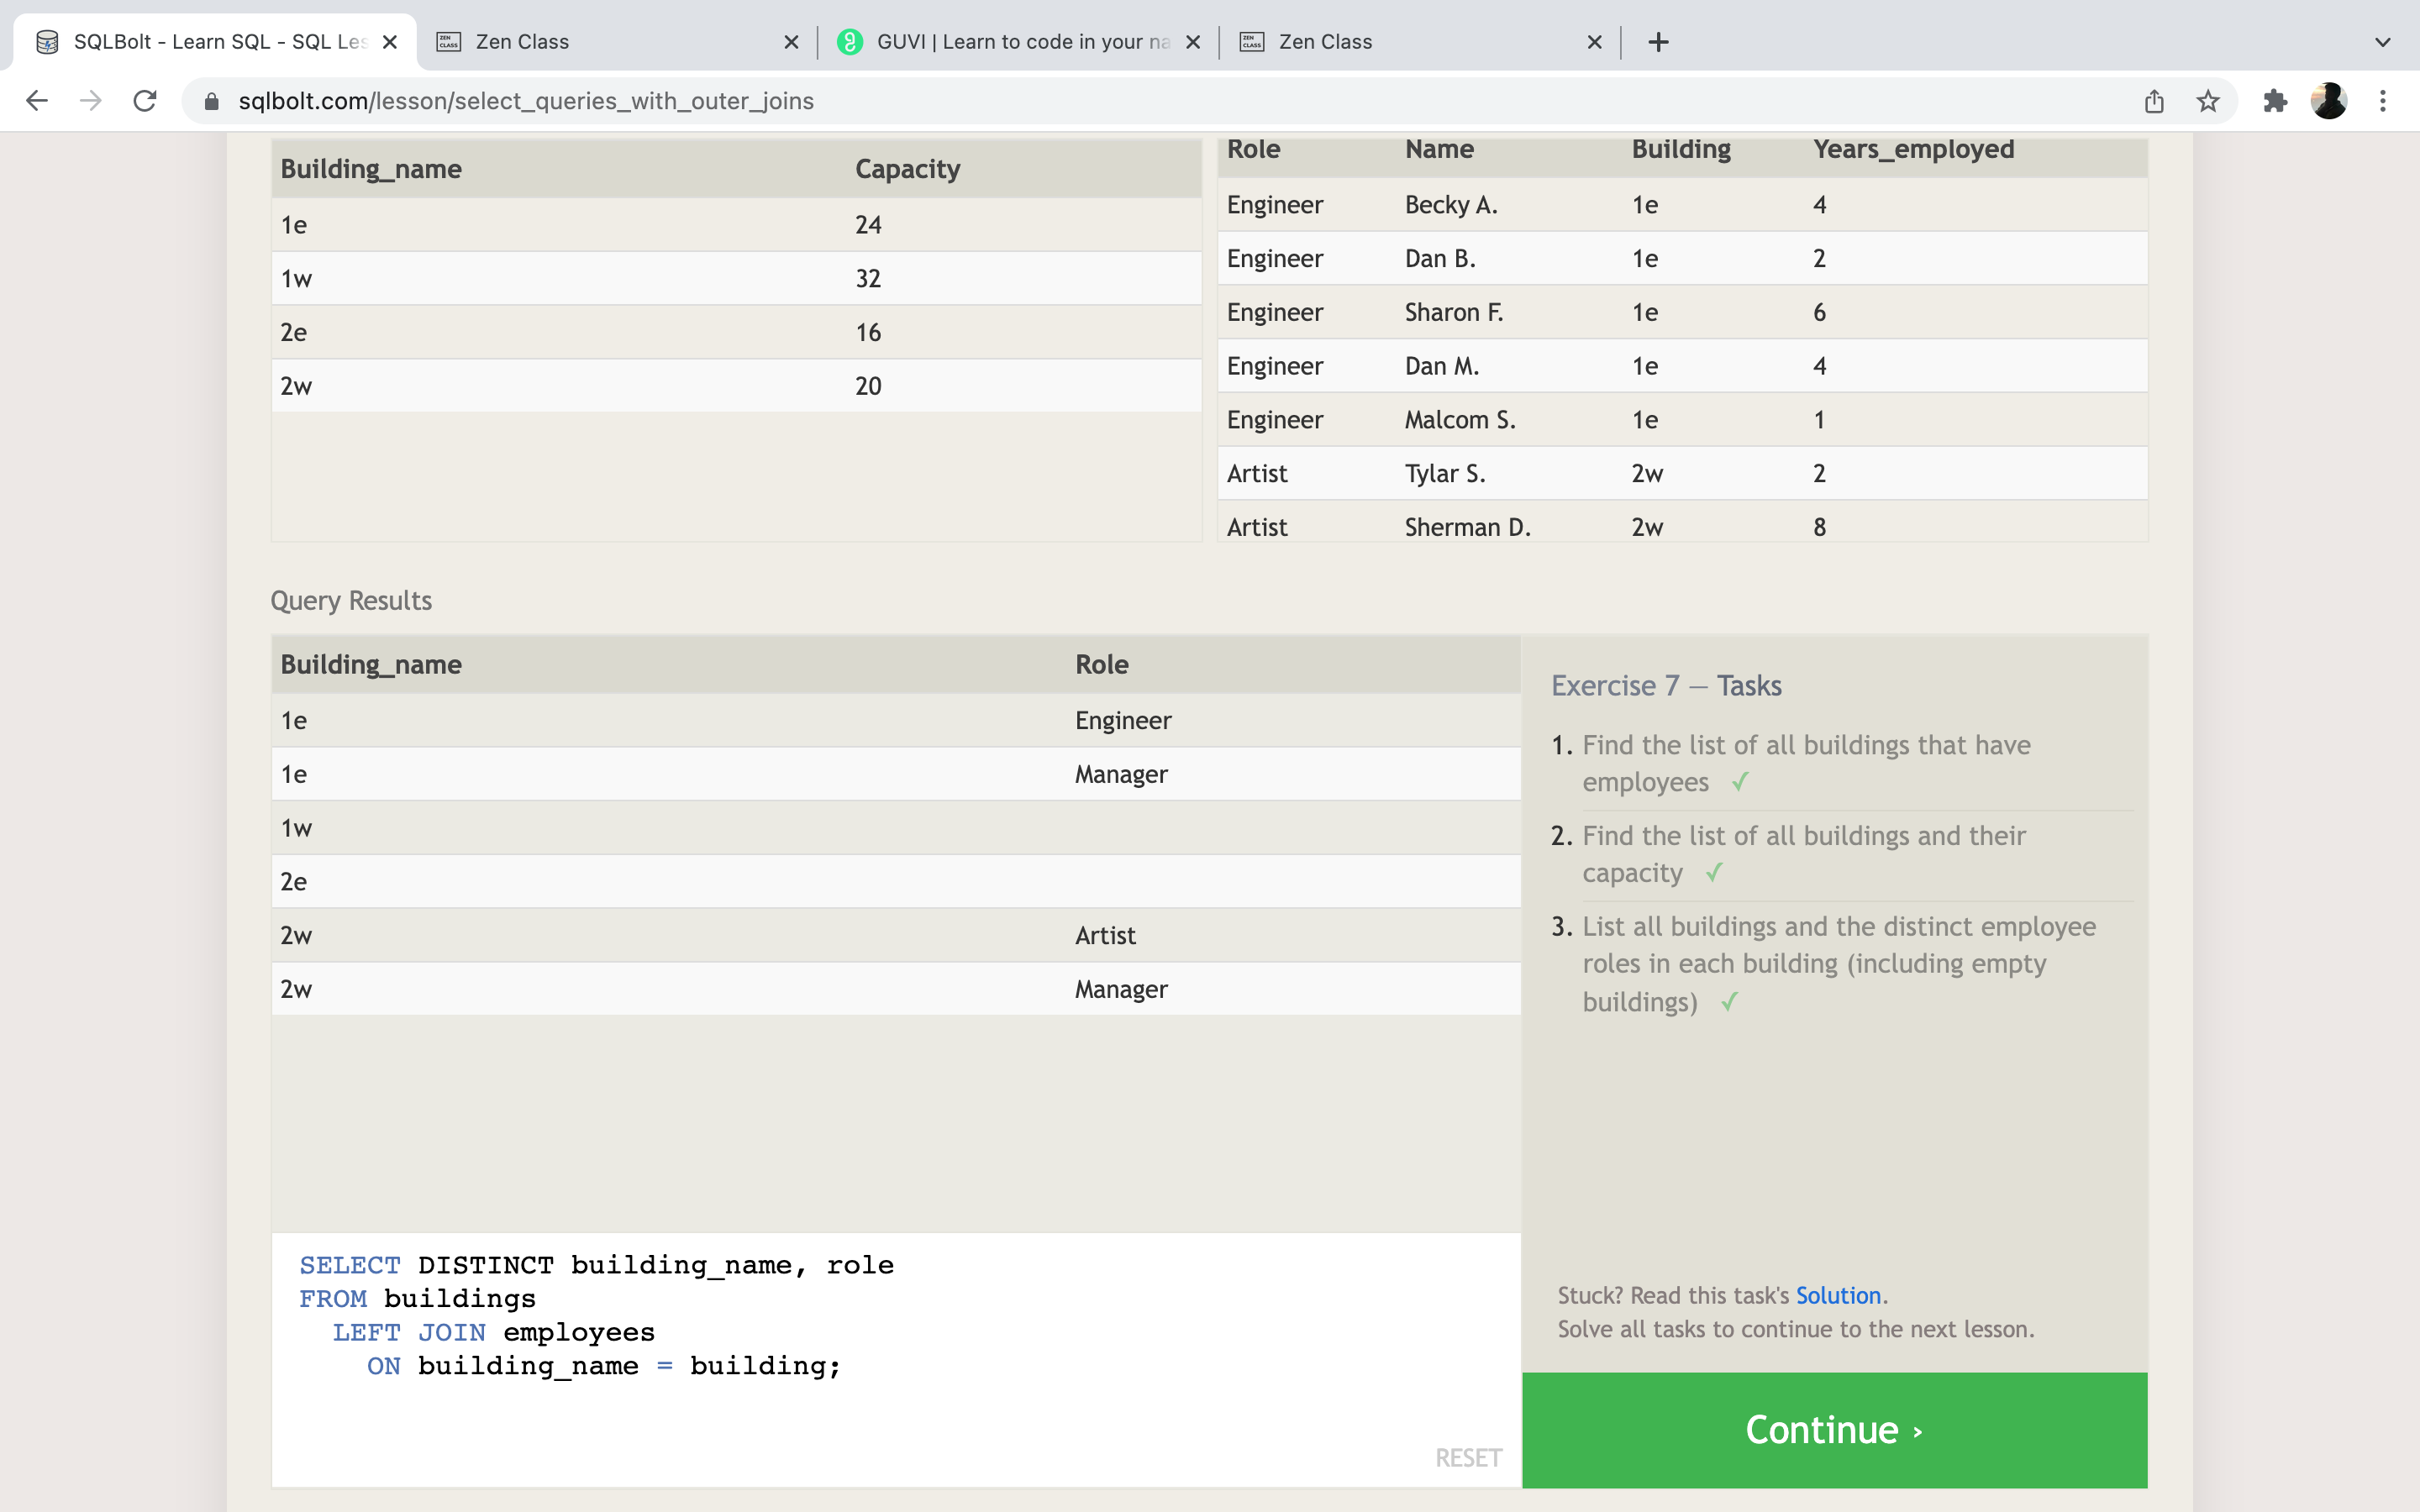 SQLBolt - Learn SQL - SQL Les
Zen Class
GUVI | Learn to code in your na
Zen Class
sqlbolt.com/lesson/select_queries_with_outer_joins
Building_name Capacity
1e 24
1w 32
2e 16
2w 20
Role Name Building Years_employed
Engineer Becky A. 1e 4
Engineer Dan B. 1e 2
Engineer Sharon F. 1e 6
Engineer Dan M. 1e 4
Engineer Malcom S. 1e 1
Artist Tylar S. 2w 2
Artist Sherman D. 2w 8
Query Results
Building_name Role
1e Engineer
1e Manager
1w
2e
2w Artist
2w Manager
SELECT DISTINCT building_name, role
FROM buildings
LEFT JOIN employees
ON building_name = building;
RESET
Exercise 7 — Tasks
1. Find the list of all buildings that have
employees ✓
2. Find the list of all buildings and their
capacity ✓
3. List all buildings and the distinct employee
roles in each building (including empty
buildings) ✓
Stuck? Read this task's Solution.
Solve all tasks to continue to the next lesson.
Continue ›